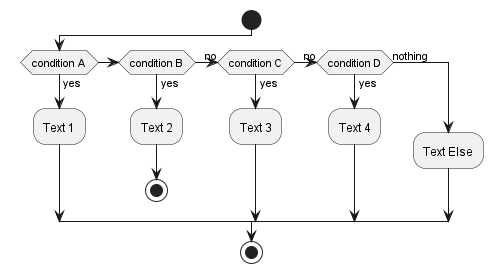 condition A
condition B
no
condition C
no
condition D
nothing
yes
yes
yes
yes
Text 1
Text 2
Text 3
Text 4
Text Else